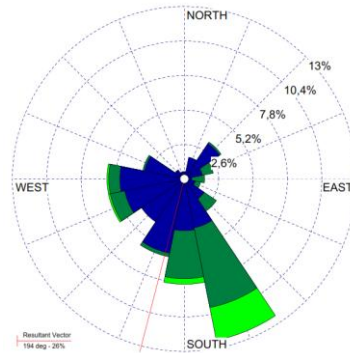 NORTH
13%
10,4%
7,8%
5,2%
2,6%
WEST
EAST
Resultant Vector
194 deg - 26%
SOUTH